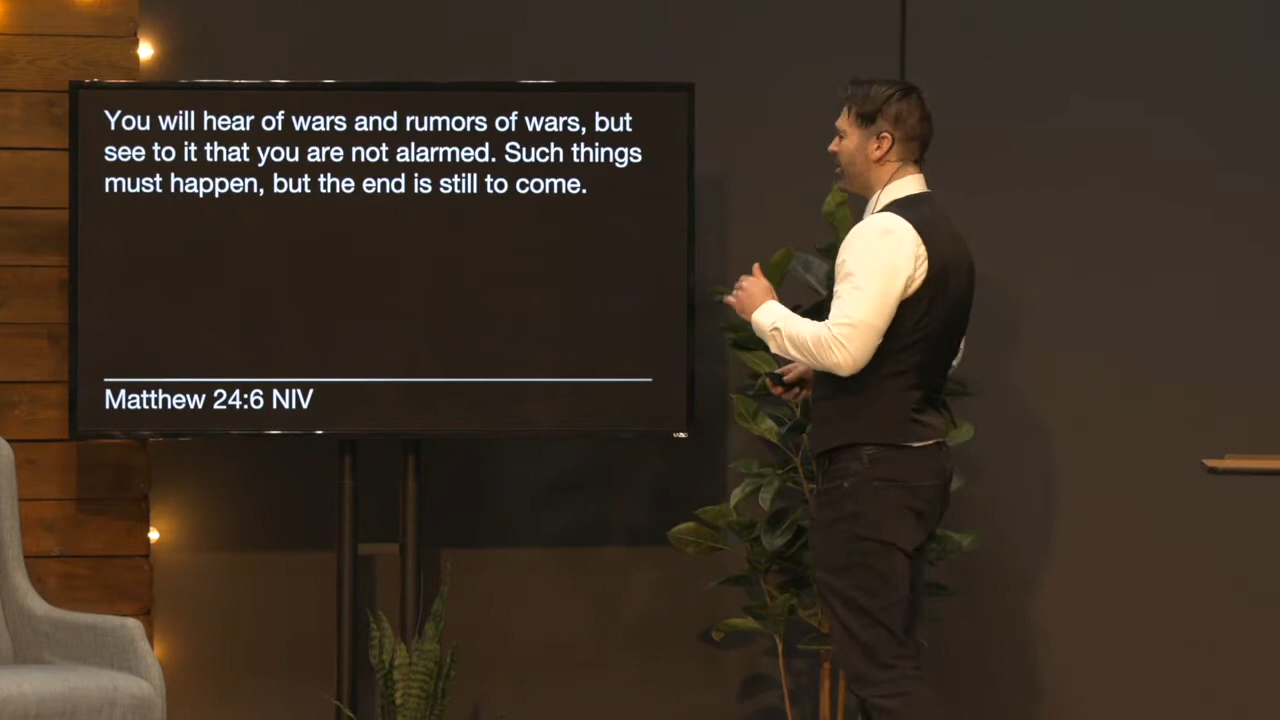 You will hear of wars and rumors of wars, but
see to it that you are not alarmed. Such things
must happen, but the end is still to come.
Matthew 24:6 NIV
VIZIO